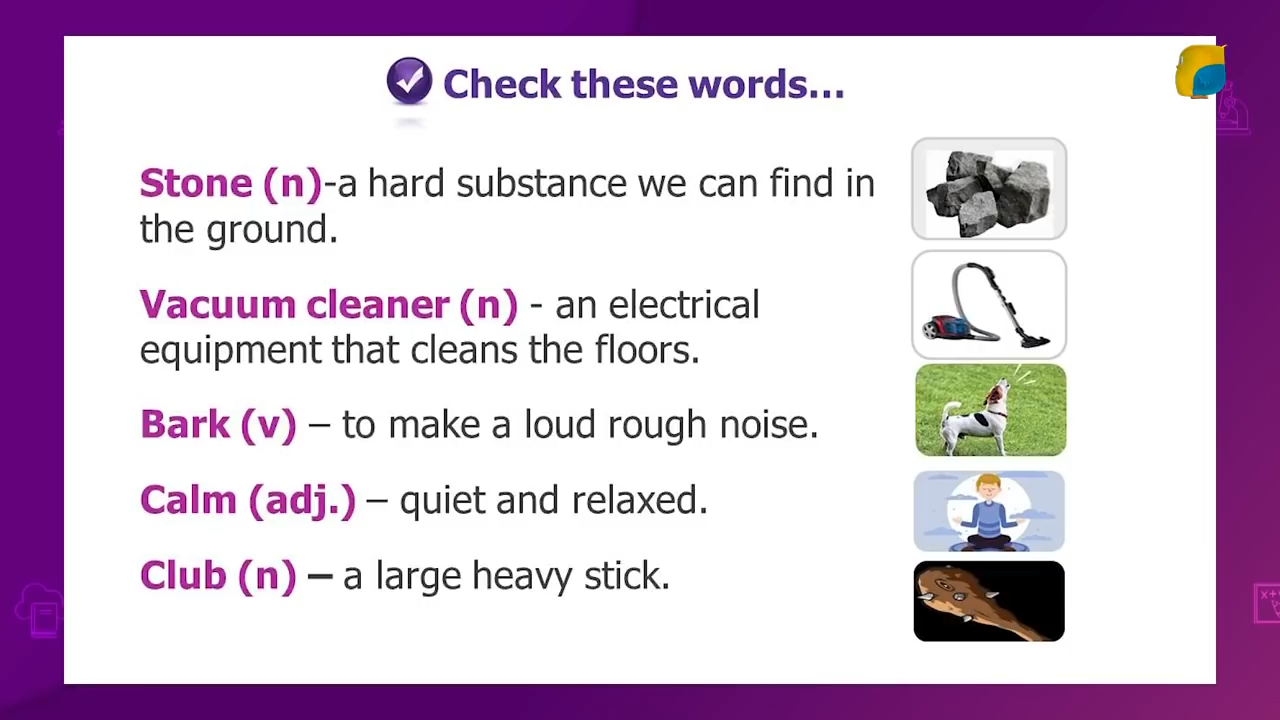 Check these words...
Stone (n)-a hard substance we can find in
the ground.
Vacuum cleaner (n) - an electrical
equipment that cleans the floors.
Bark (v) – to make a loud rough noise.
Calm (adj.) – quiet and relaxed.
Club (n) – a large heavy stick.